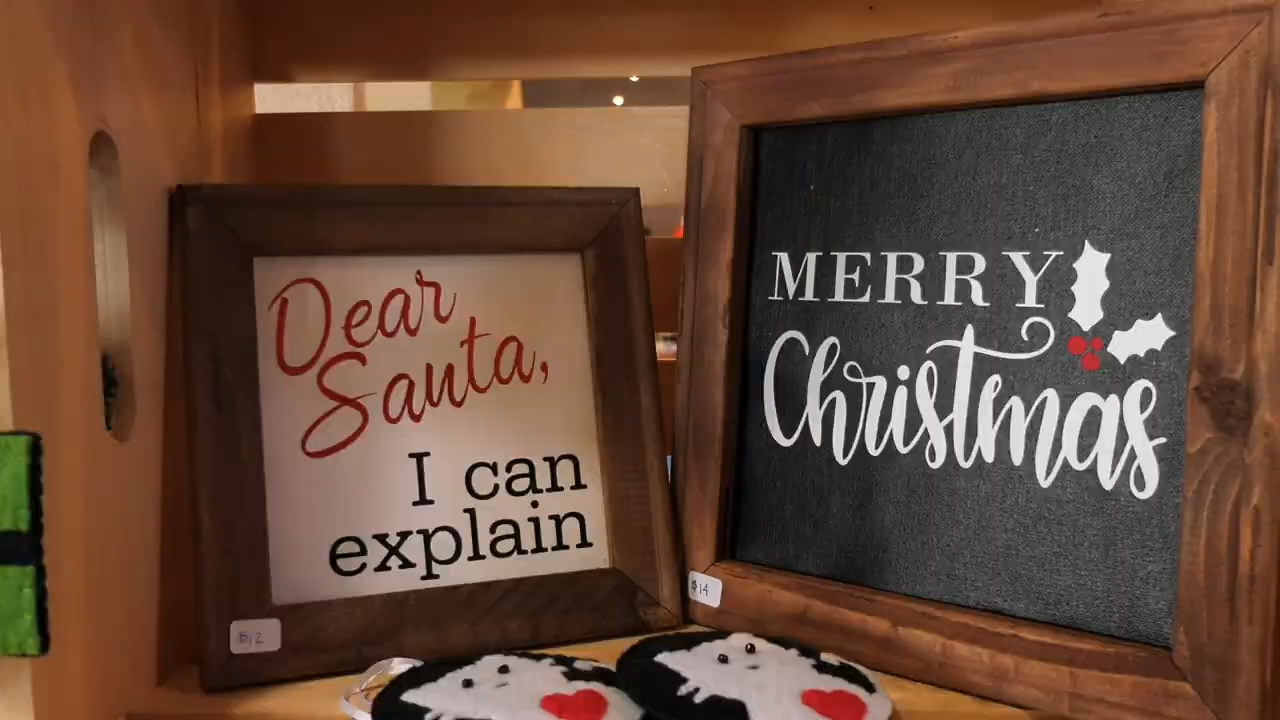 Dear
Santa,
I can
explain
$12
MERRY
Christmas
$14